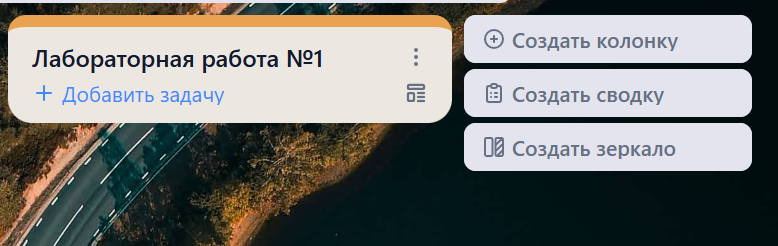 Лабораторная работа №1
Добавить задачу
Создать колонку
Создать сводку
Создать зеркало